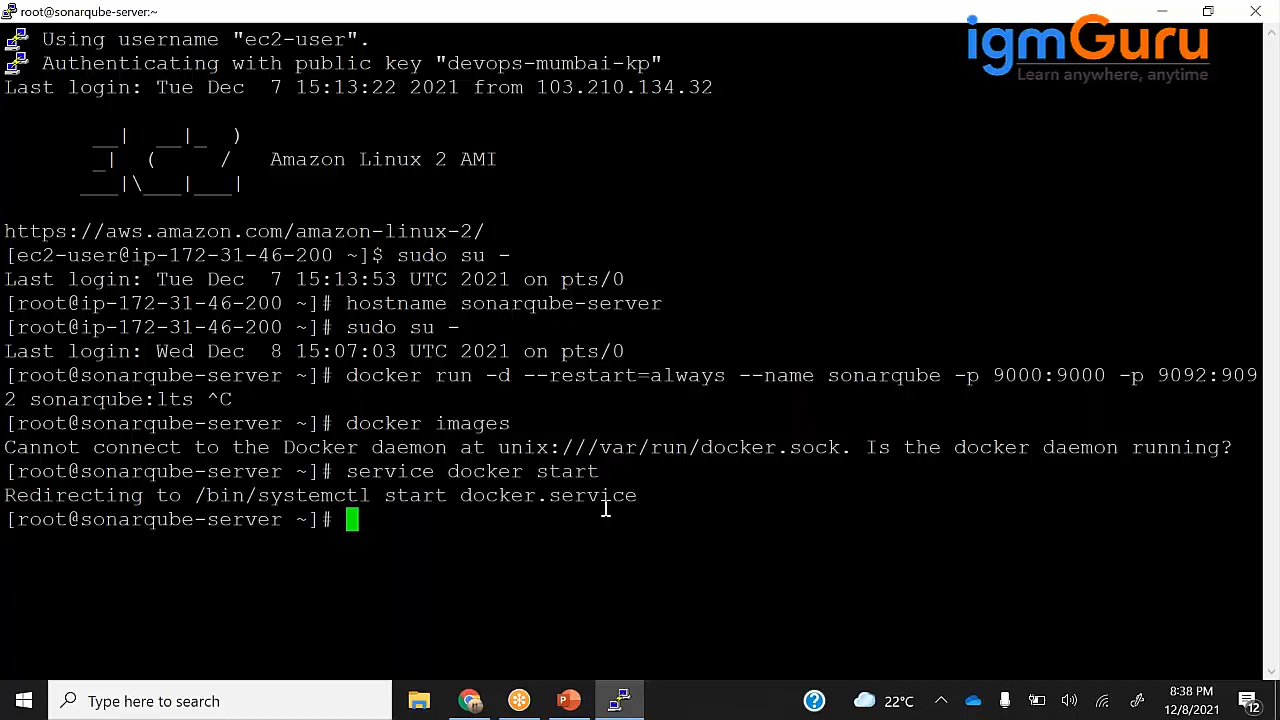 root@sonarqube-server:~
igmGuru
Learn anywhere, anytime
Using username "ec2-user".
Authenticating with public key "devops-mumbai-kp"
Last login: Tue Dec  7 15:13:22 2021 from 103.210.134.32
       __|  __|_  )
       _|  (     /   Amazon Linux 2 AMI
      ___|\___|___|
https://aws.amazon.com/amazon-linux-2/
[ec2-user@ip-172-31-46-200 ~]$ sudo su -
Last login: Tue Dec  7 15:13:53 UTC 2021 on pts/0
[root@ip-172-31-46-200 ~]# hostname sonarqube-server
[root@ip-172-31-46-200 ~]# sudo su -
Last login: Wed Dec  8 15:07:03 UTC 2021 on pts/0
[root@sonarqube-server ~]# docker run -d --restart=always --name sonarqube -p 9000:9000 -p 9092:909
2 sonarqube:lts ^C
[root@sonarqube-server ~]# docker images
Cannot connect to the Docker daemon at unix:///var/run/docker.sock. Is the docker daemon running?
[root@sonarqube-server ~]# service docker start
Redirecting to /bin/systemctl start docker.service
[root@sonarqube-server ~]#
Type here to search
22°C
8:38 PM
12/8/2021
12